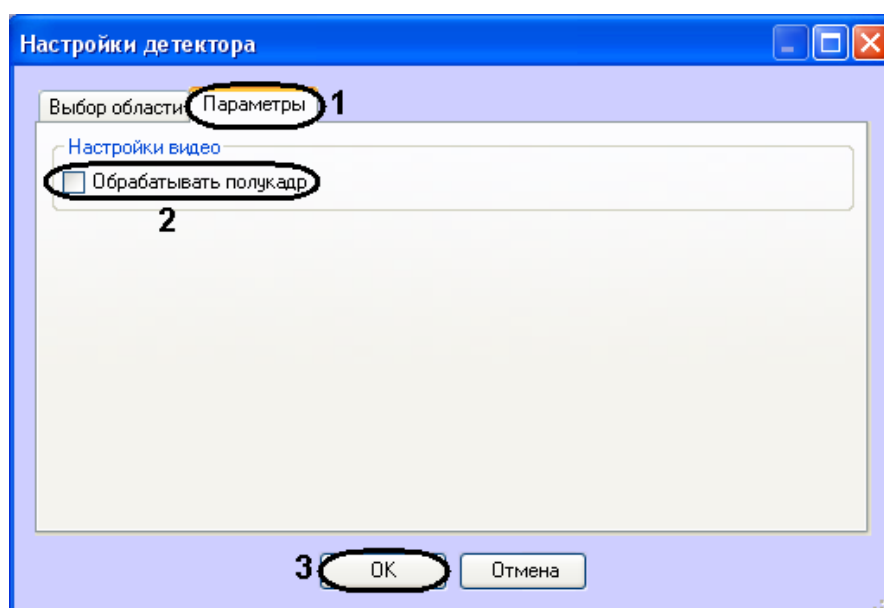 Настройки детектора
Выбор области Параметры 1
Настройки видео
Обрабатывать полукадр
2
3 OK Отмена